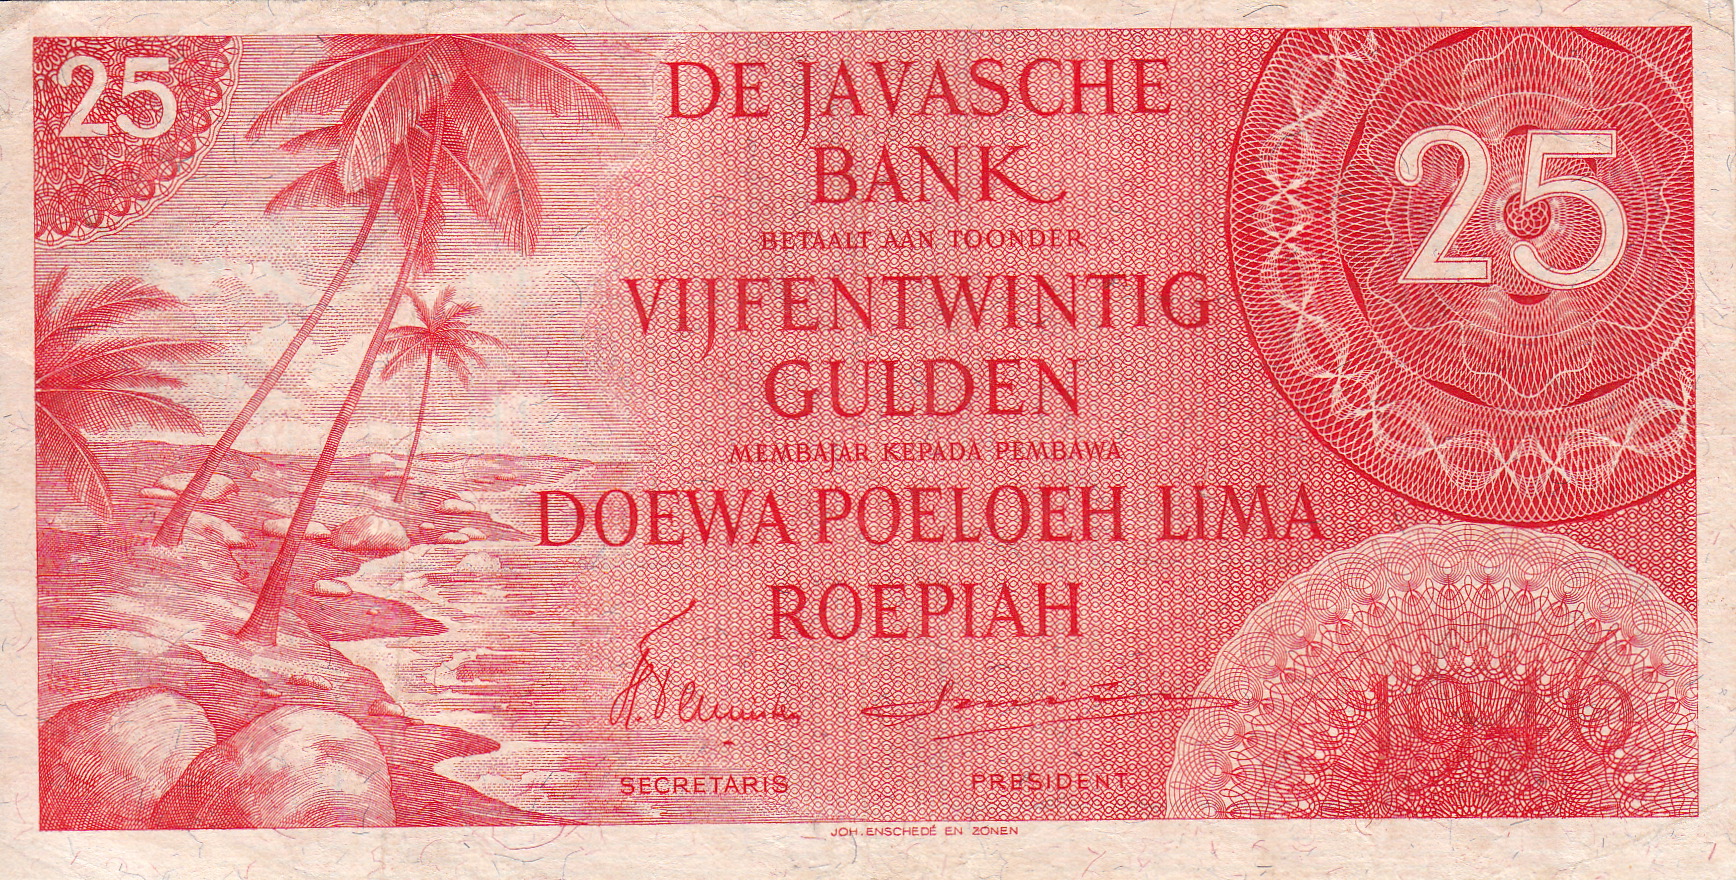 25
DE JAVASCHE
BANK
25
BETAALT AAN TOONDER
VIJFENTWINTIG
GULDEN
MEMBAJAR KEPADA PEMBAWA
DOEWA POELOEH LIMA
ROEPIAH
1946
SECRETARIS PRESIDENT
JOH. ENSCHEDÉ EN ZONEN